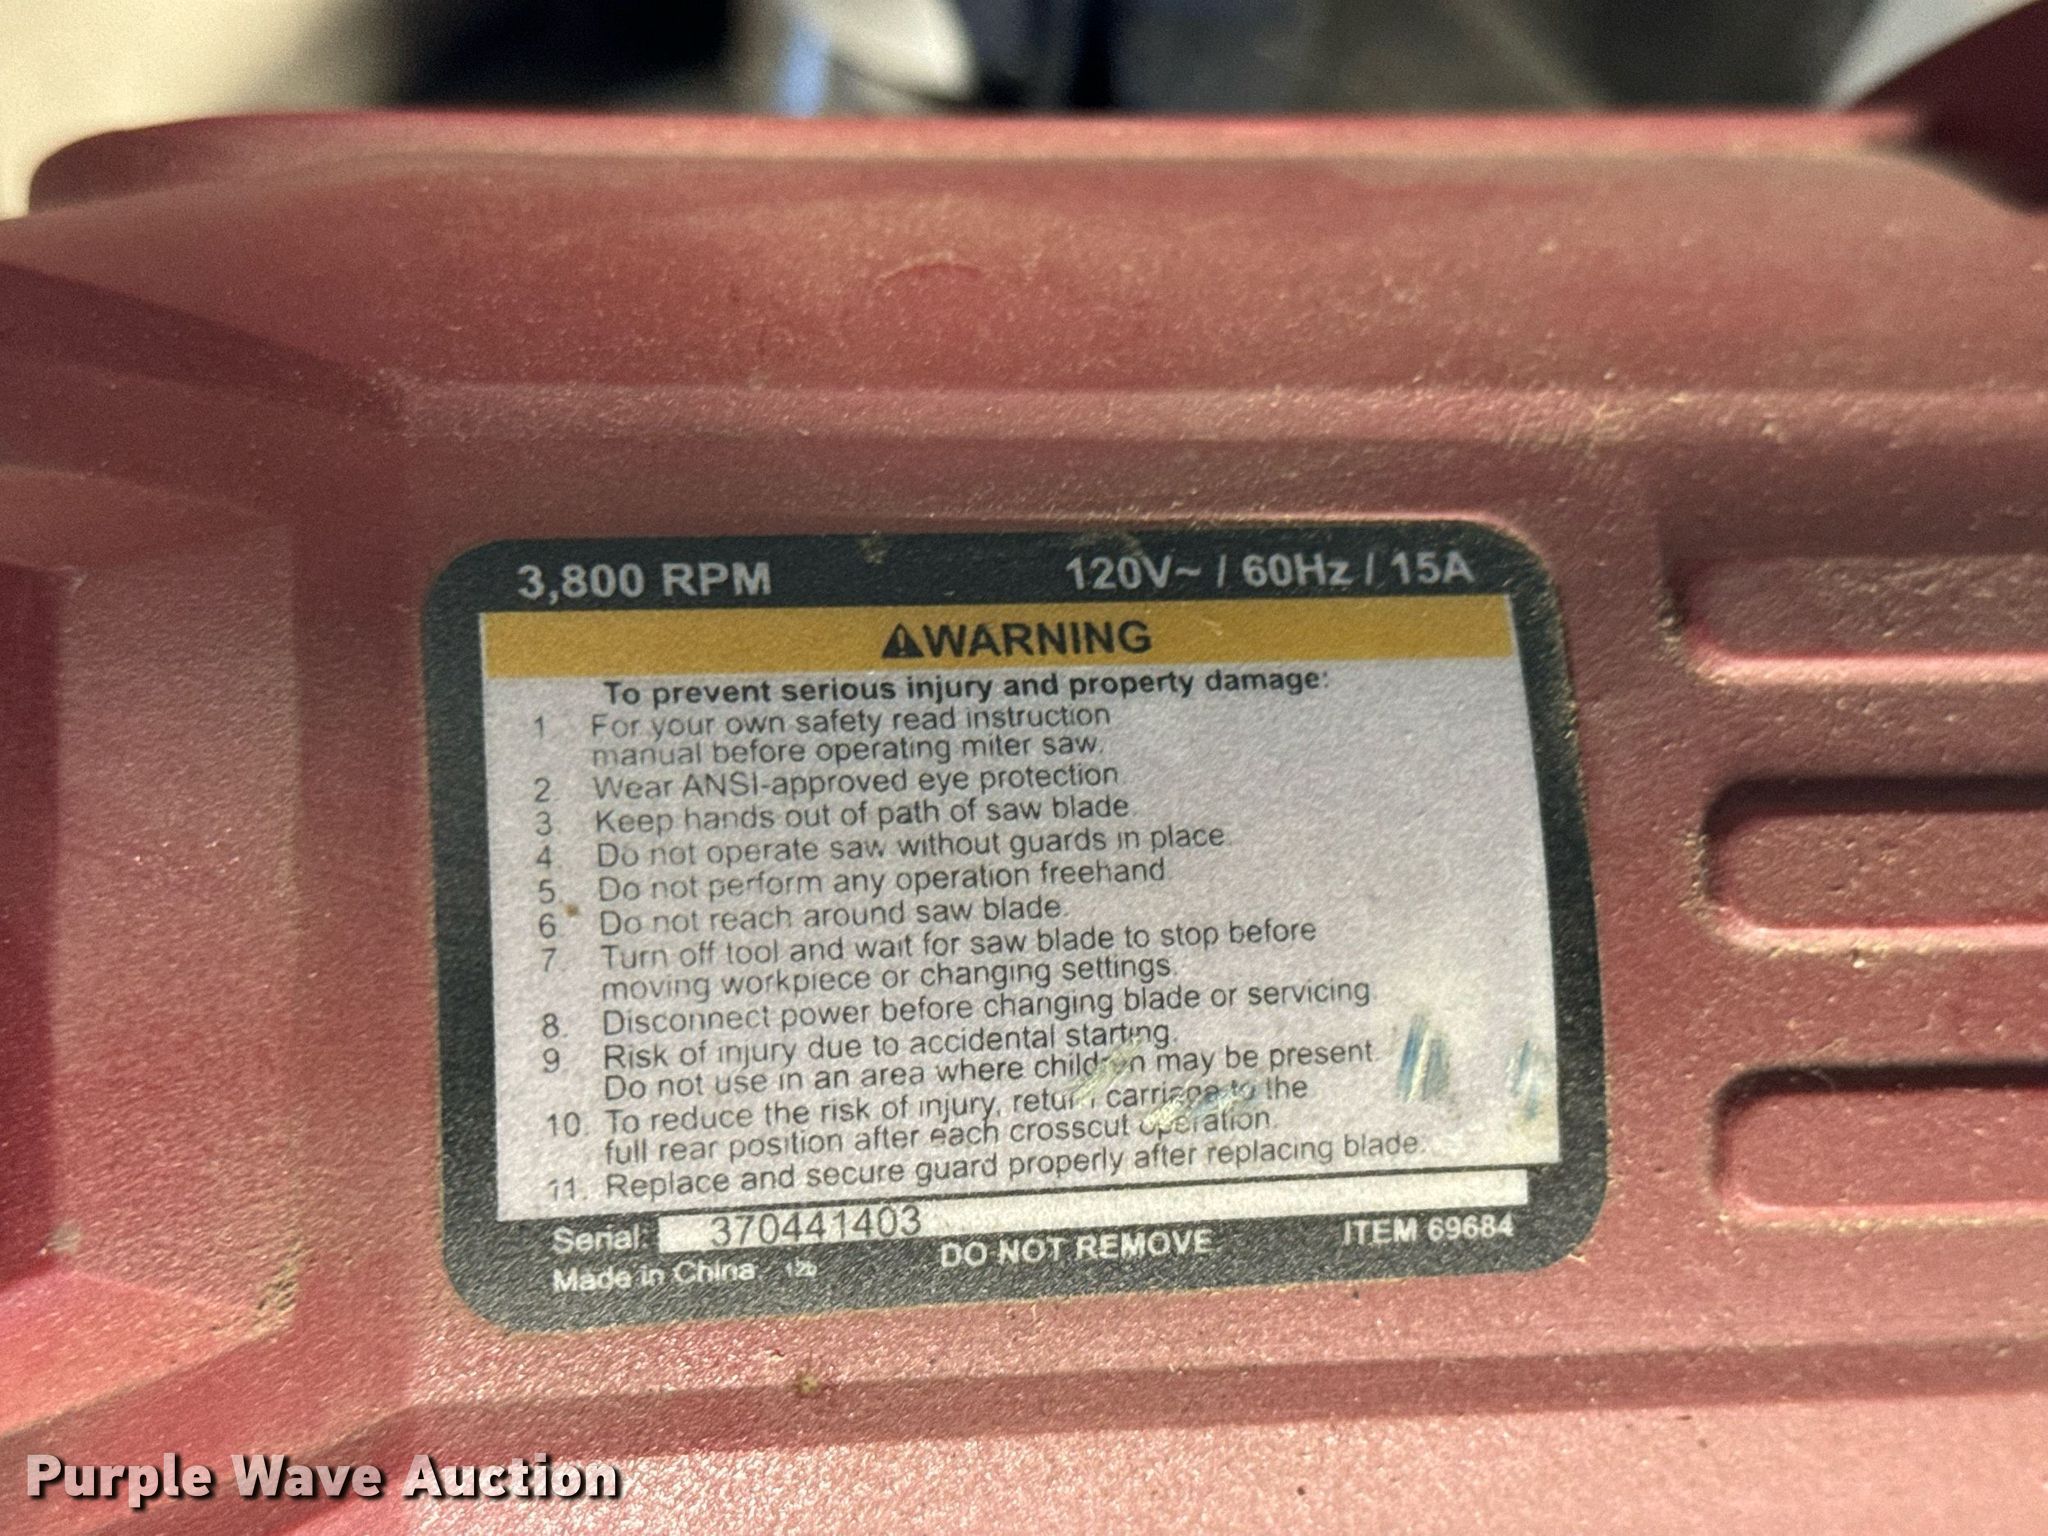 3,800 RPM 120V~ / 60Hz / 15A
⚠WARNING
To prevent serious injury and property damage:
1 For your own safety read instruction
manual before operating miter saw.
2 Wear ANSI-approved eye protection
3. Keep hands out of path of saw blade.
4. Do not operate saw without guards in place.
5. Do not perform any operation freehand
6. Do not reach around saw blade.
7. Turn off tool and wait for saw blade to stop before
moving workpiece or changing settings.
8. Disconnect power before changing blade or servicing.
9 Risk of injury due to accidental starting.
Do not use in an area where children may be present.
10. To reduce the risk of injury, return carriage to the
full rear position after each crosscut operation.
11. Replace and secure guard properly after replacing blade.
Serial: 370441403
DO NOT REMOVE ITEM 69684
Made in China. 12b
Purple Wave Auction